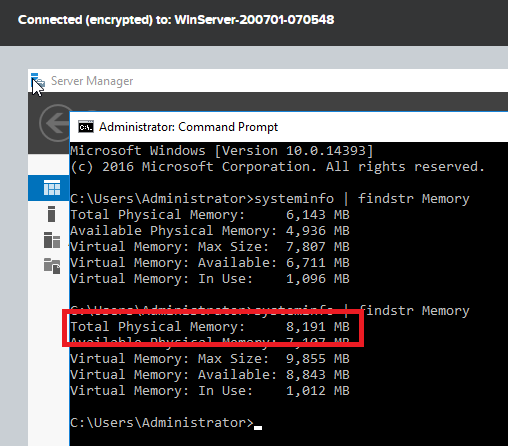 Connected (encrypted) to: WinServer-200701-070548
Server Manager
Administrator: Command Prompt
Microsoft Windows [Version 10.0.14393]
(c) 2016 Microsoft Corporation. All rights reserved.
C:\Users\Administrator>systeminfo | findstr Memory
Total Physical Memory:     6,143 MB
Available Physical Memory: 4,936 MB
Virtual Memory: Max Size:  7,807 MB
Virtual Memory: Available: 6,711 MB
Virtual Memory: In Use:    1,096 MB
C:\Users\Administrator>systeminfo | findstr Memory
Total Physical Memory:     8,191 MB
Available Physical Memory: 7,107 MB
Virtual Memory: Max Size:  9,855 MB
Virtual Memory: Available: 8,843 MB
Virtual Memory: In Use:    1,012 MB
C:\Users\Administrator>